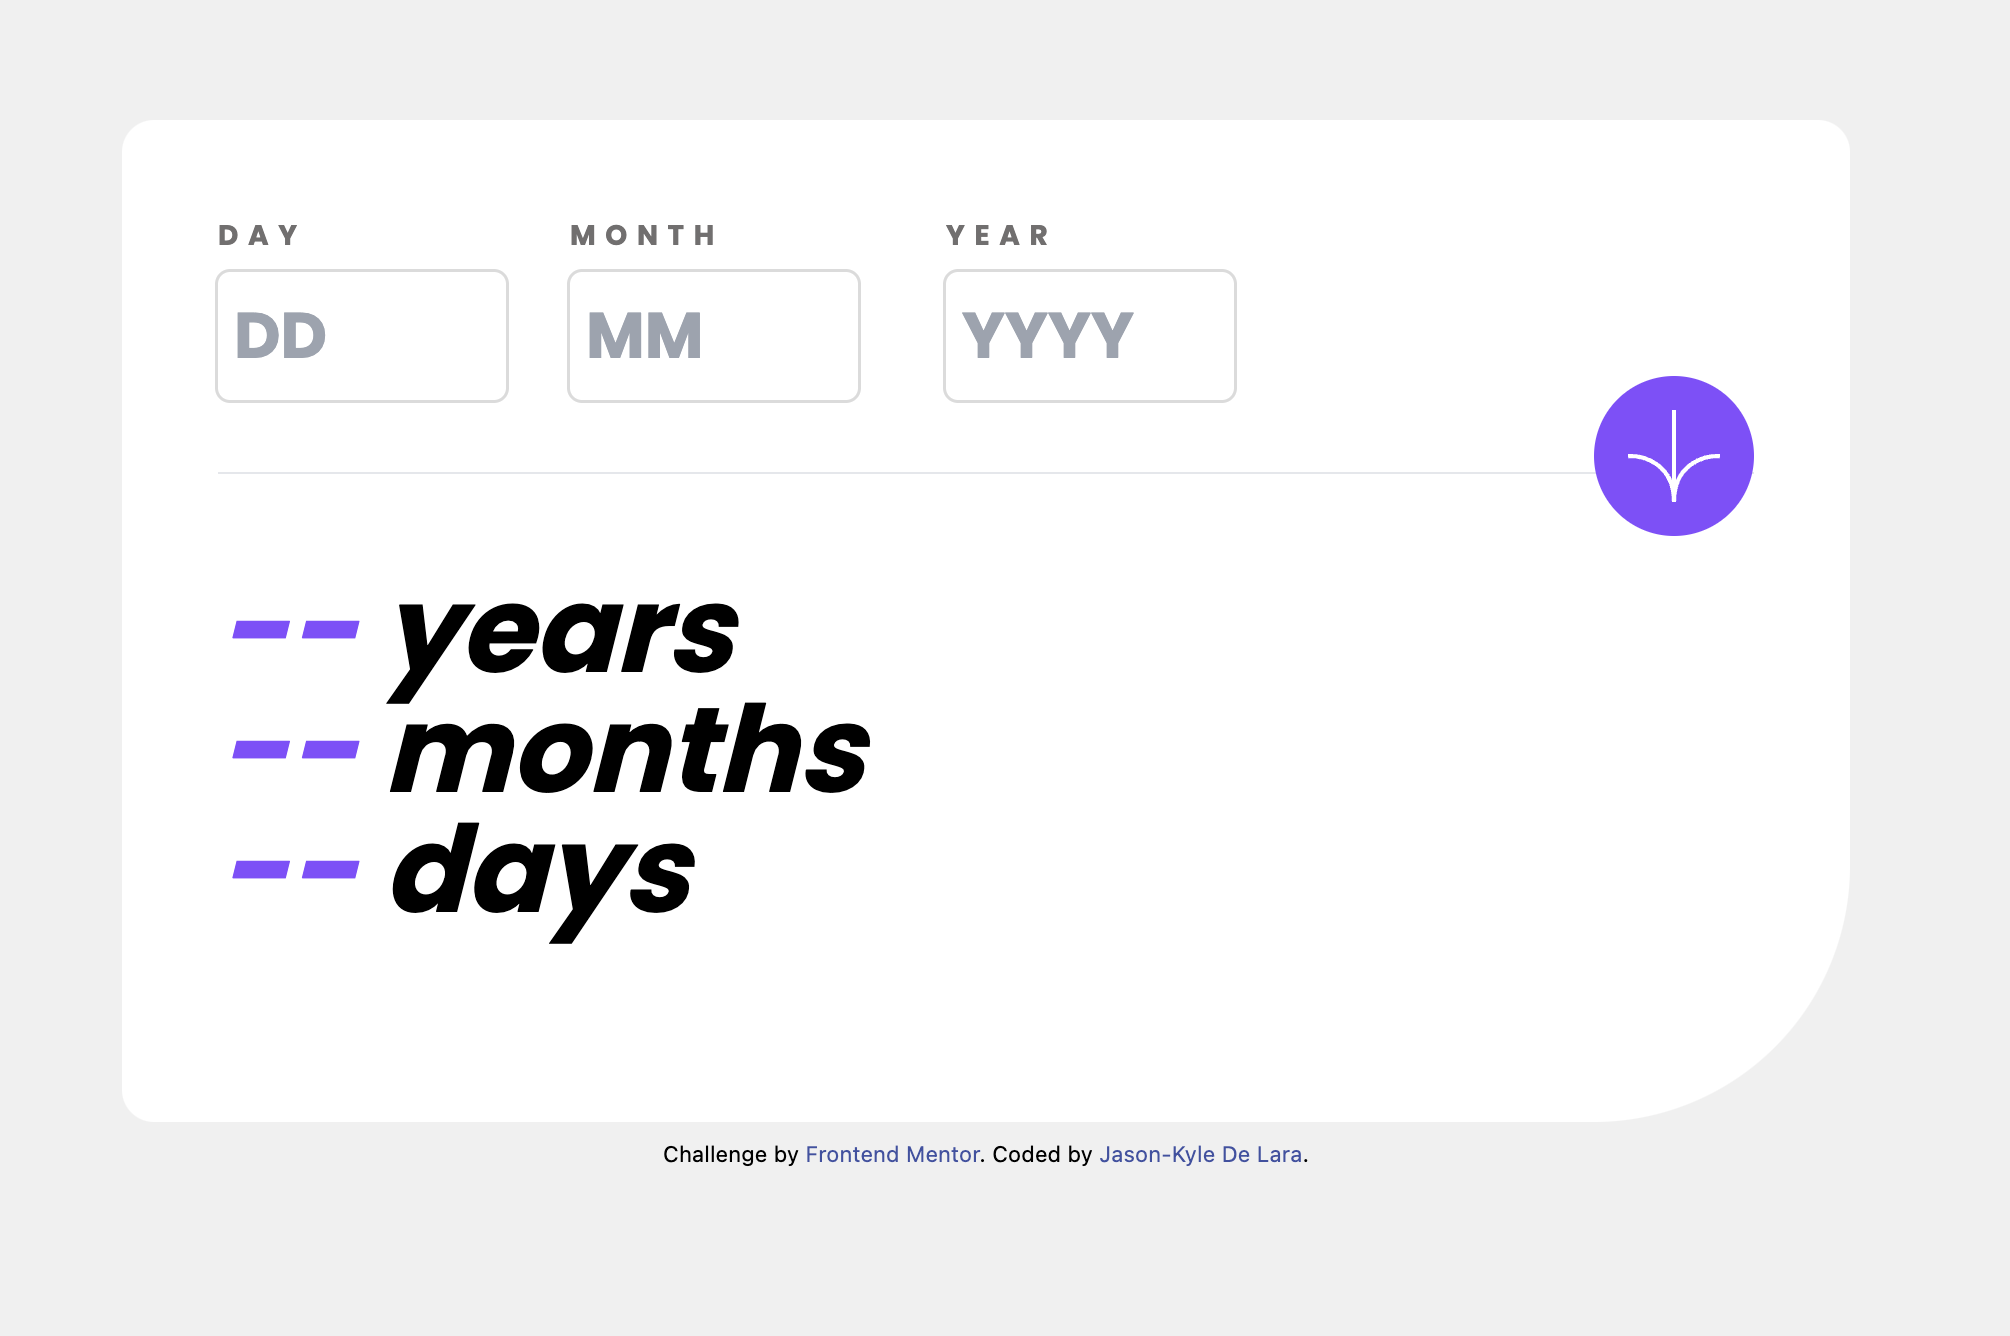 DAY MONTH YEAR
DD MM YYYY
-- years
-- months
-- days
Challenge by Frontend Mentor. Coded by Jason-Kyle De Lara.